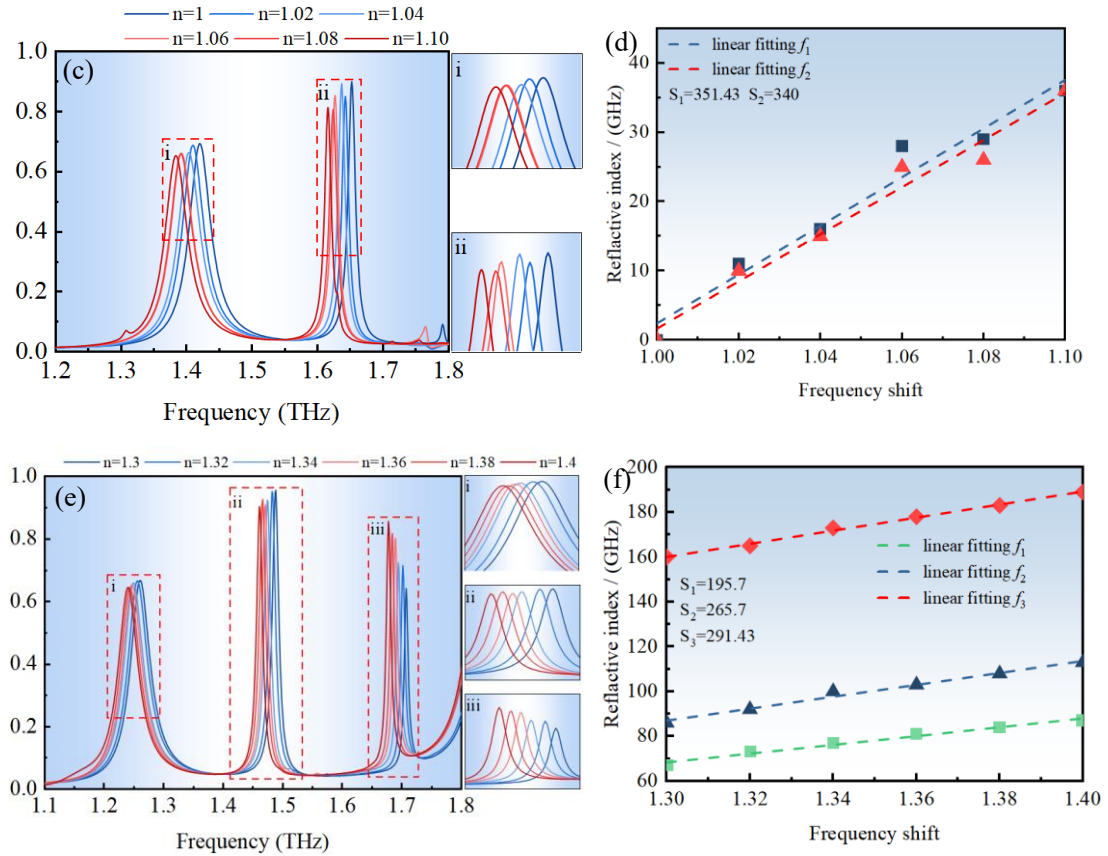 n=1 n=1.02 n=1.04
n=1.06 n=1.08 n=1.10
(c)
i
ii
1.0
0.8
0.6
0.4
0.2
0.0
1.2 1.3 1.4 1.5 1.6 1.7 1.8
Frequency (THz)
i
ii
(d)
linear fitting f1
linear fitting f2
S1=351.43 S2=340
40
30
20
10
0
Reflactive index / (GHz)
1.00 1.02 1.04 1.06 1.08 1.10
Frequency shift
n=1.3 n=1.32 n=1.34 n=1.36 n=1.38 n=1.4
(e)
i
ii
iii
1.0
0.8
0.6
0.4
0.2
0.0
1.1 1.2 1.3 1.4 1.5 1.6 1.7 1.8
Frequency (THz)
i
ii
iii
(f)
linear fitting f1
linear fitting f2
linear fitting f3
S1=195.7
S2=265.7
S3=291.43
200
180
160
140
120
100
80
60
Reflactive index / (GHz)
1.30 1.32 1.34 1.36 1.38 1.40
Frequency shift